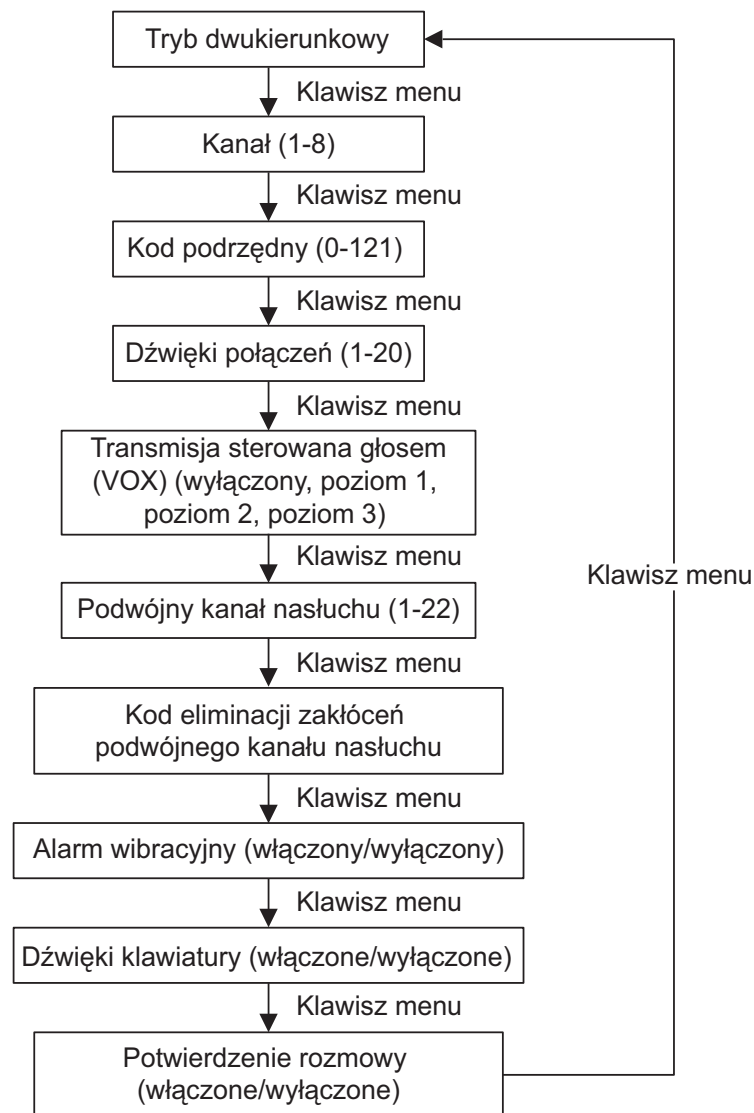 Tryb dwukierunkowy
Klawisz menu
Kanał (1-8)
Klawisz menu
Kod podrzędny (0-121)
Klawisz menu
Dźwięki połączeń (1-20)
Klawisz menu
Transmisja sterowana głosem
(VOX) (wyłączony, poziom 1,
poziom 2, poziom 3)
Klawisz menu
Klawisz menu
Podwójny kanał nasłuchu (1-22)
Klawisz menu
Kod eliminacji zakłóceń
podwójnego kanału nasłuchu
Klawisz menu
Alarm wibracyjny (włączony/wyłączony)
Klawisz menu
Dźwięki klawiatury (włączone/wyłączone)
Klawisz menu
Potwierdzenie rozmowy
(włączone/wyłączone)